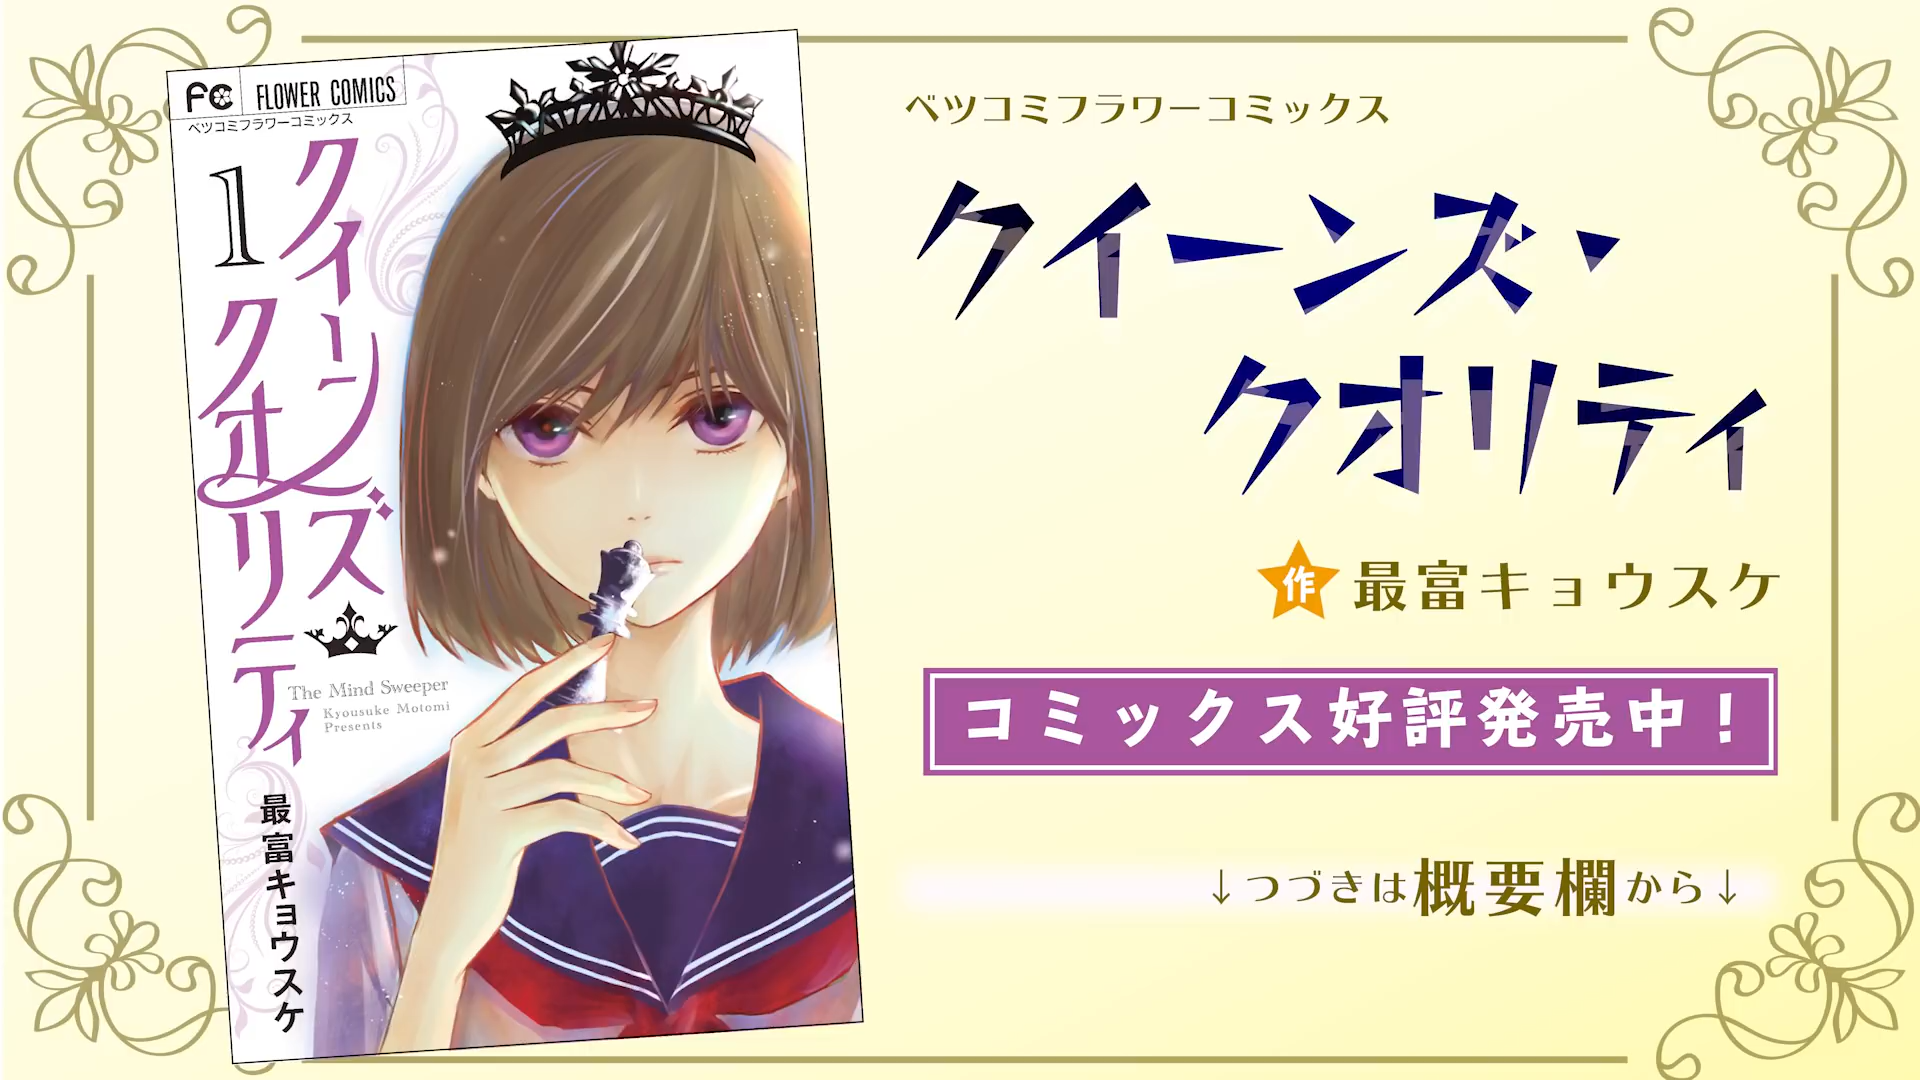 FC FLOWER COMICS
ベツコミフラワーコミックス
1
クイーンズ
クオリティ
The Mind Sweeper
Kyousuke Motomi
Presents
最富キョウスケ
ベツコミフラワーコミックス
クイーンズ・
クオリティ
作 最富キョウスケ
コミックス好評発売中!
↓つづきは概要欄から↓